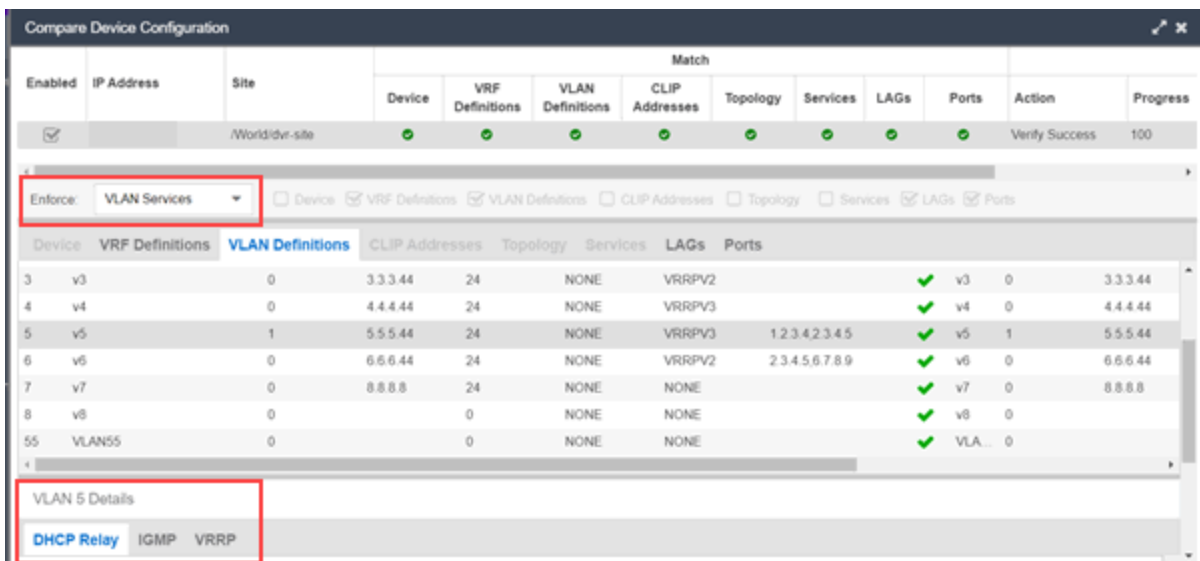 Compare Device Configuration
Match
Enabled IP Address Site Device VRF Definitions VLAN Definitions CLIP Addresses Topology Services LAGs Ports Action Progress
/World/dvr-site Verify Success 100
Enforce: VLAN Services Device VRF Definitions VLAN Definitions CLIP Addresses Topology Services LAGs Ports
Device VRF Definitions VLAN Definitions CLIP Addresses Topology Services LAGs Ports
3 v3 0 3.3.3.44 24 NONE VRRPV2 v3 0 3.3.3.44
4 v4 0 4.4.4.44 24 NONE VRRPV3 v4 0 4.4.4.44
5 v5 1 5.5.5.44 24 NONE VRRPV3 1.2.3.4,2.3.4.5 v5 1 5.5.5.44
6 v6 0 6.6.6.44 24 NONE VRRPV2 2.3.4.5,6.7.8.9 v6 0 6.6.6.44
7 v7 0 8.8.8.8 24 NONE NONE v7 0 8.8.8.8
8 v8 0 0 NONE NONE v8 0
55 VLAN55 0 0 NONE NONE VLA... 0
VLAN 5 Details
DHCP Relay IGMP VRRP